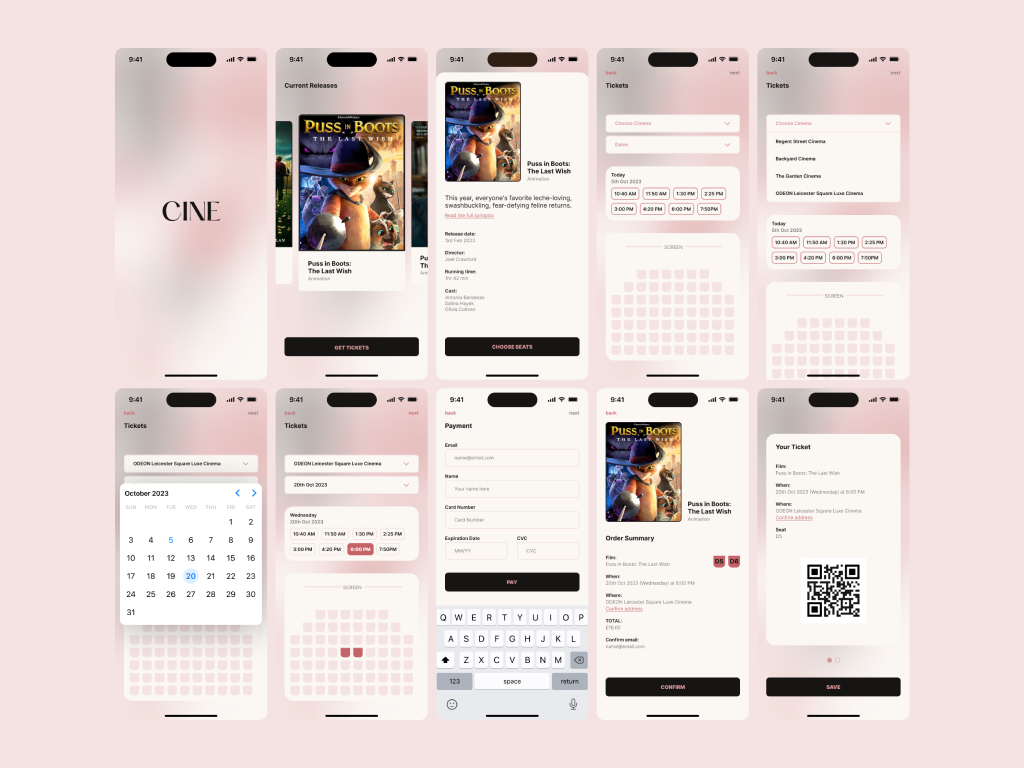 9:41
CINE
9:41
Current Releases
DREAMWORKS
PUSS IN BOOTS
THE LAST WISH
Puss in Boots:
The Last Wish
Animation
Pu
Th
GET TICKETS
9:41
DREAMWORKS
PUSS IN BOOTS
THE LAST WISH
Puss in Boots:
The Last Wish
Animation
This year, everyone's favorite leche-loving,
swashbuckling, fear-defying feline returns.
Read the full synopsis
Release date:
3rd Feb 2023
Director:
Joel Crawford
Running time:
1hr 42 min
Cast:
Antonio Banderas
Salma Hayek
Olivia Colman
CHOOSE SEATS
9:41
back next
Tickets
Choose Cinema
Dates
Today
5th Oct 2023
10:40 AM 11:50 AM 1:30 PM 2:25 PM
3:00 PM 4:20 PM 6:00 PM 7:50PM
SCREEN
9:41
back next
Tickets
Choose Cinema
Regent Street Cinema
Backyard Cinema
The Garden Cinema
ODEON Leicester Square Luxe Cinema
Today
5th Oct 2023
10:40 AM 11:50 AM 1:30 PM 2:25 PM
3:00 PM 4:20 PM 6:00 PM 7:50PM
SCREEN
9:41
back next
Tickets
ODEON Leicester Square Luxe Cinema
October 2023
SUN MON TUE WED THU FRI SAT
1 2
3 4 5 6 7 8 9
10 11 12 13 14 15 16
17 18 19 20 21 22 23
24 25 26 27 28 29 30
31
9:41
back next
Tickets
ODEON Leicester Square Luxe Cinema
20th Oct 2023
Wednesday
20th Oct 2023
10:40 AM 11:50 AM 1:30 PM 2:25 PM
3:00 PM 4:20 PM 6:00 PM 7:50PM
SCREEN
9:41
back next
Payment
Email
name@email.com
Name
Your name here
Card Number
Card Number
Expiration Date CVC
MM/YY CVC
PAY
Q W E R T Y U I O P
A S D F G H J K L
Z X C V B N M
123 space return
9:41
back
DREAMWORKS
PUSS IN BOOTS
THE LAST WISH
Puss in Boots:
The Last Wish
Animation
Order Summary
Film:
Puss in Boots: The Last Wish
D5 D6
When:
20th Oct 2023 (Wednesday) at 6:00 PM
Where:
ODEON Leicester Square Luxe Cinema
Confirm address
TOTAL:
£18.00
Confirm email:
name@email.com
CONFIRM
9:41
Your Ticket
Film:
Puss in Boots: The Last Wish
When:
20th Oct 2023 (Wednesday) at 6:00 PM
Where:
ODEON Leicester Square Luxe Cinema
Confirm address
Seat
D5
SAVE